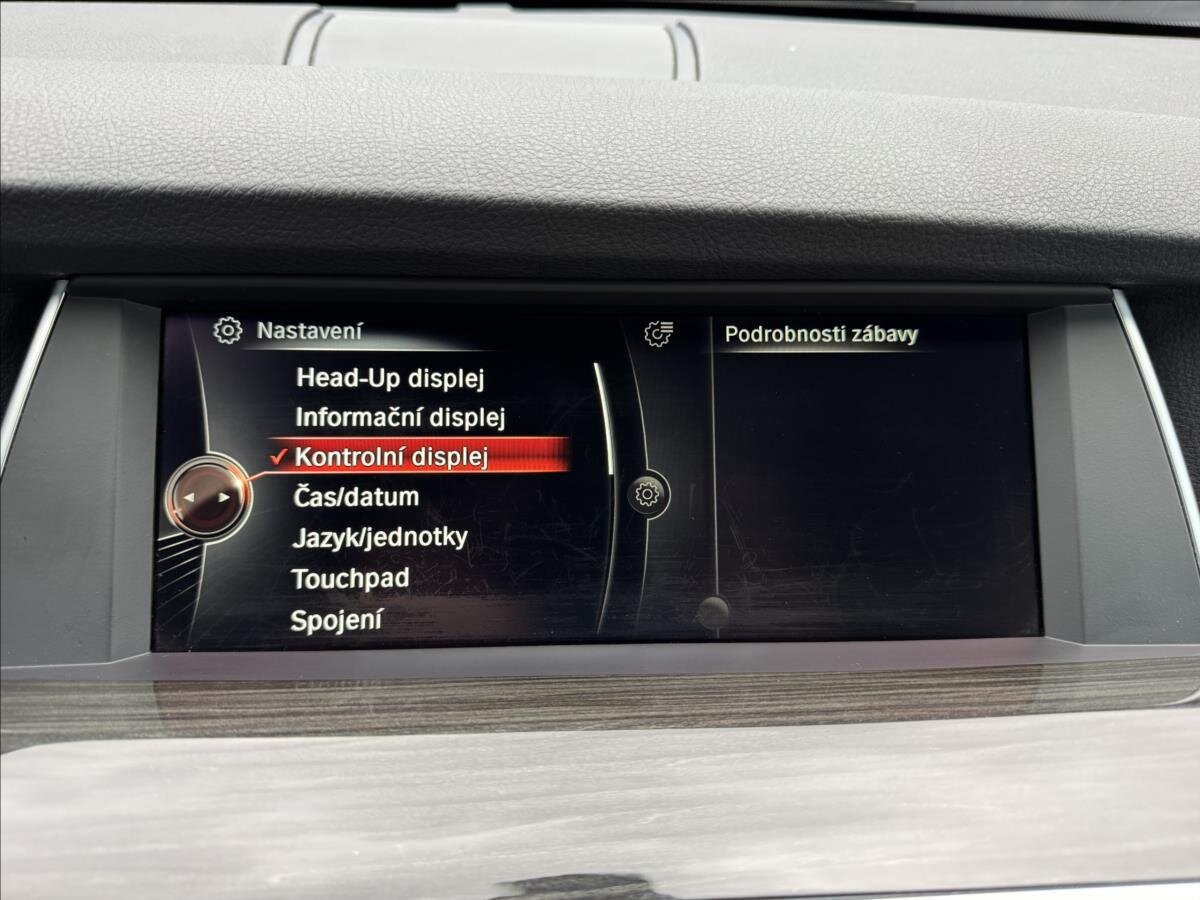 Nastavení
Head-Up displej
Informační displej
Kontrolní displej
Čas/datum
Jazyk/jednotky
Touchpad
Spojení
Podrobnosti zábavy